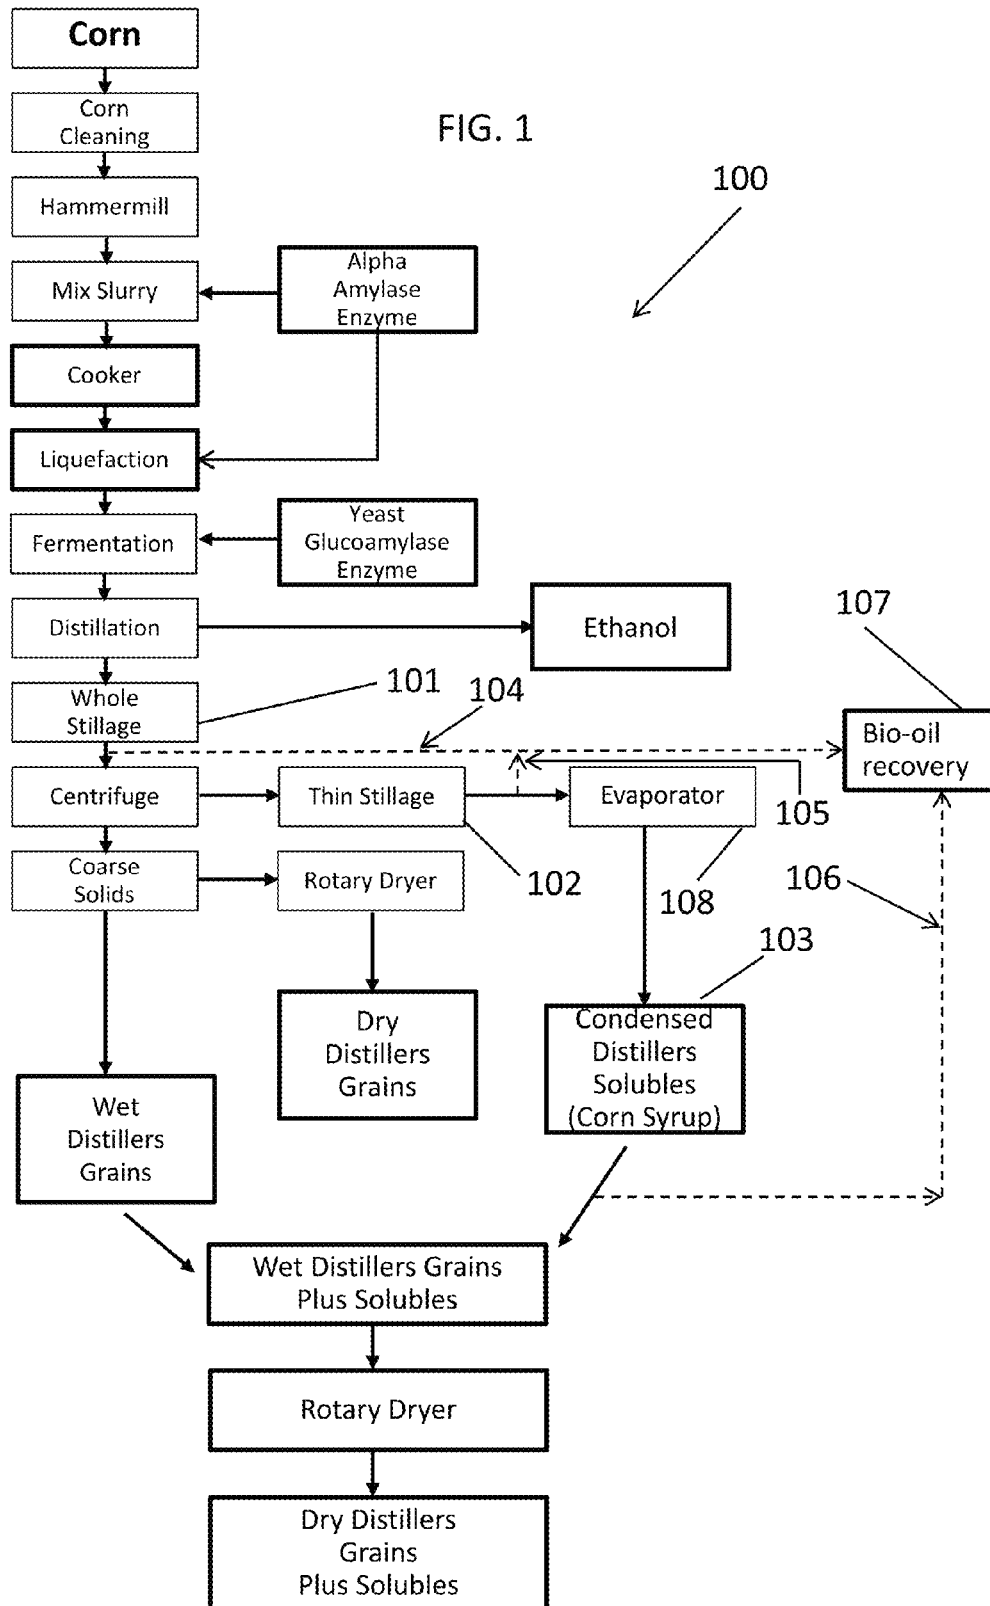 Corn
Corn
Cleaning
FIG. 1
100
Hammermill
Mix Slurry
Alpha
Amylase
Enzyme
Cooker
Liquefaction
Fermentation
Yeast
Glucoamylase
Enzyme
Distillation
Ethanol
107
Whole
Stillage
101
104
Bio-oil
recovery
Centrifuge
Thin Stillage
Evaporator
105
Coarse
Solids
Rotary Dryer
102
108
106
103
Dry
Distillers
Grains
Condensed
Distillers
Solubles
(Corn Syrup)
Wet
Distillers
Grains
Wet Distillers Grains
Plus Solubles
Rotary Dryer
Dry Distillers
Grains
Plus Solubles